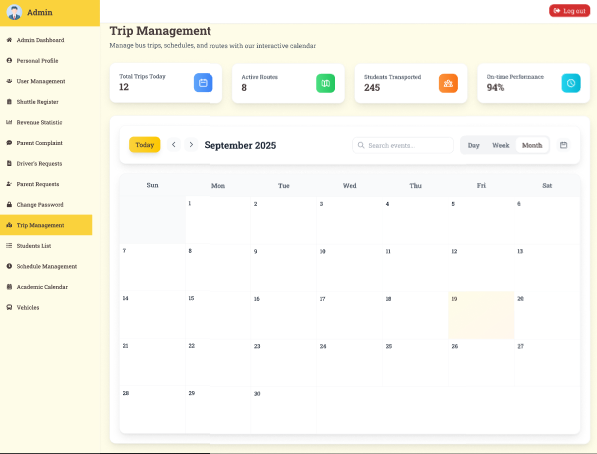 Admin
Log out
Admin Dashboard
Personal Profile
User Management
Shuttle Register
Revenue Statistic
Parent Complaint
Driver's Requests
Parent Requests
Change Password
Trip Management
Students List
Schedule Management
Academic Calendar
Vehicles
Trip Management
Manage bus trips, schedules, and routes with our interactive calendar
Total Trips Today
12
Active Routes
8
Students Transported
245
On-time Performance
94%
Today
September 2025
Search events...
Day Week Month
Sun Mon Tue Wed Thu Fri Sat
1 2 3 4 5 6
7 8 9 10 11 12 13
14 15 16 17 18 19 20
21 22 23 24 25 26 27
28 29 30